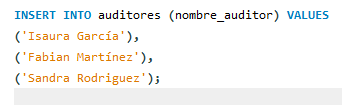 INSERT INTO auditores (nombre_auditor) VALUES
('Isaura García'),
('Fabian Martínez'),
('Sandra Rodriguez');